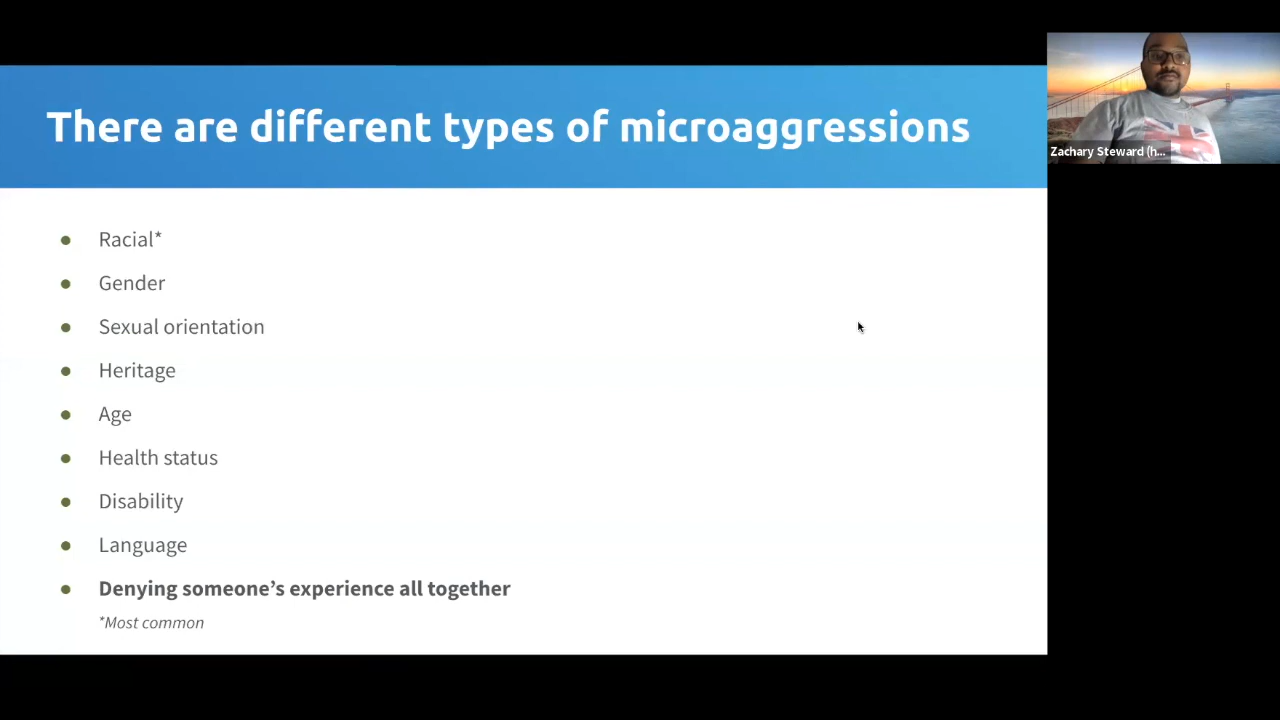 There are different types of microaggressions
Racial*
Gender
Sexual orientation
Heritage
Age
Health status
Disability
Language
Denying someone’s experience all together
*Most common
Zachary Steward (h...